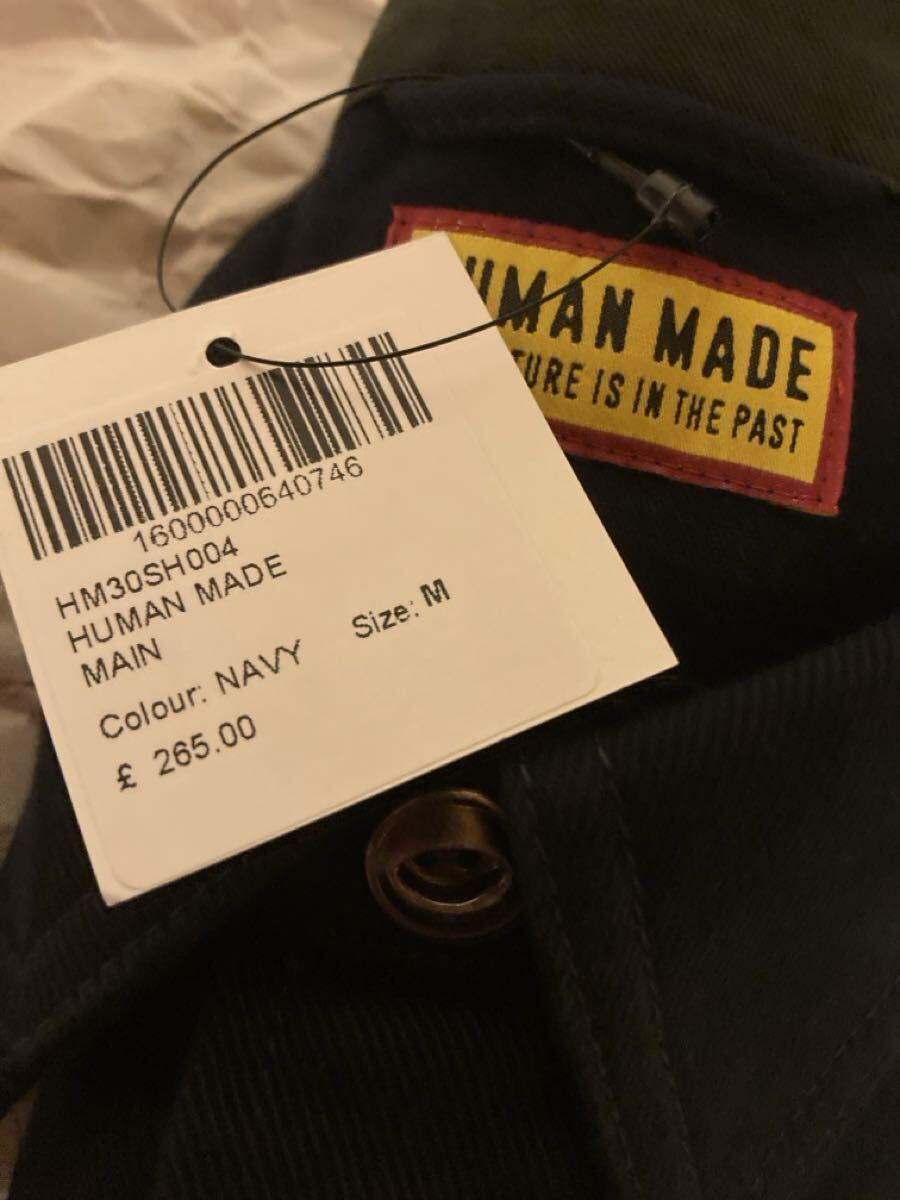 1600000640746
HM30SH004
HUMAN MADE
MAIN
Colour: NAVY Size: M
£ 265.00
UMAN MADE
TURE IS IN THE PAST